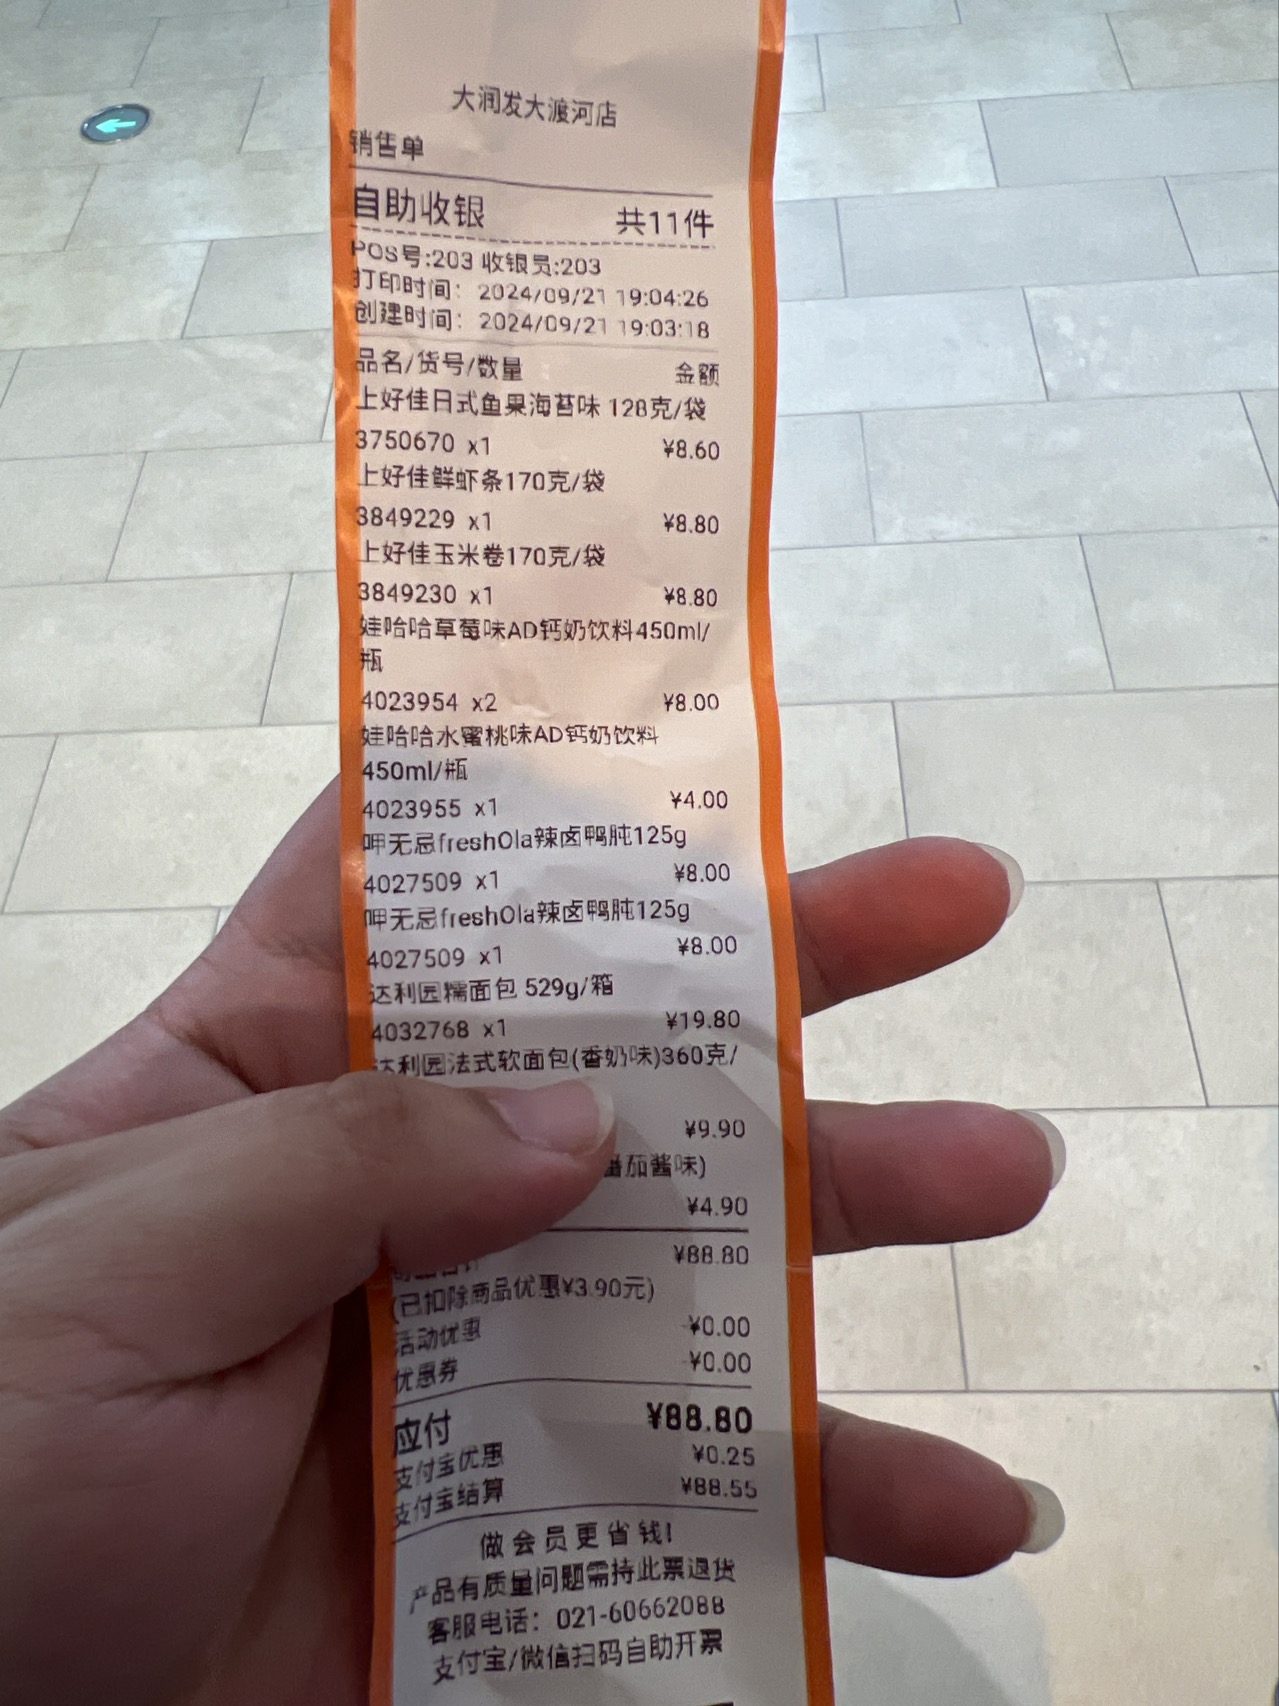 大润发大渡河店
销售单
自助收银 共11件
POS号:203 收银员:203
打印时间: 2024/09/21 19:04:26
创建时间: 2024/09/21 19:03:18
品名/货号/数量 金额
上好佳日式鱼果海苔味 128克/袋
3750670 x1 ¥8.60
上好佳鲜虾条170克/袋
3849229 x1 ¥8.80
上好佳玉米卷170克/袋
3849230 x1 ¥8.80
娃哈哈草莓味AD钙奶饮料450ml/
瓶
4023954 x2 ¥8.00
娃哈哈水蜜桃味AD钙奶饮料
450ml/瓶
4023955 x1 ¥4.00
呷无忌freshOla辣卤鸭肫125g
4027509 x1 ¥8.00
呷无忌freshOla辣卤鸭肫125g
4027509 x1 ¥8.00
达利园糯面包 529g/箱
4032768 x1 ¥19.80
达利园法式软面包(香奶味)360克/
¥9.90
番茄酱味)
¥4.90
¥88.80
(已扣除商品优惠¥3.90元)
活动优惠 -¥0.00
优惠券 -¥0.00
应付 ¥88.80
支付宝优惠 ¥0.25
支付宝结算 ¥88.55
做会员更省钱!
产品有质量问题需持此票退货
客服电话: 021-60662088
支付宝/微信扫码自助开票